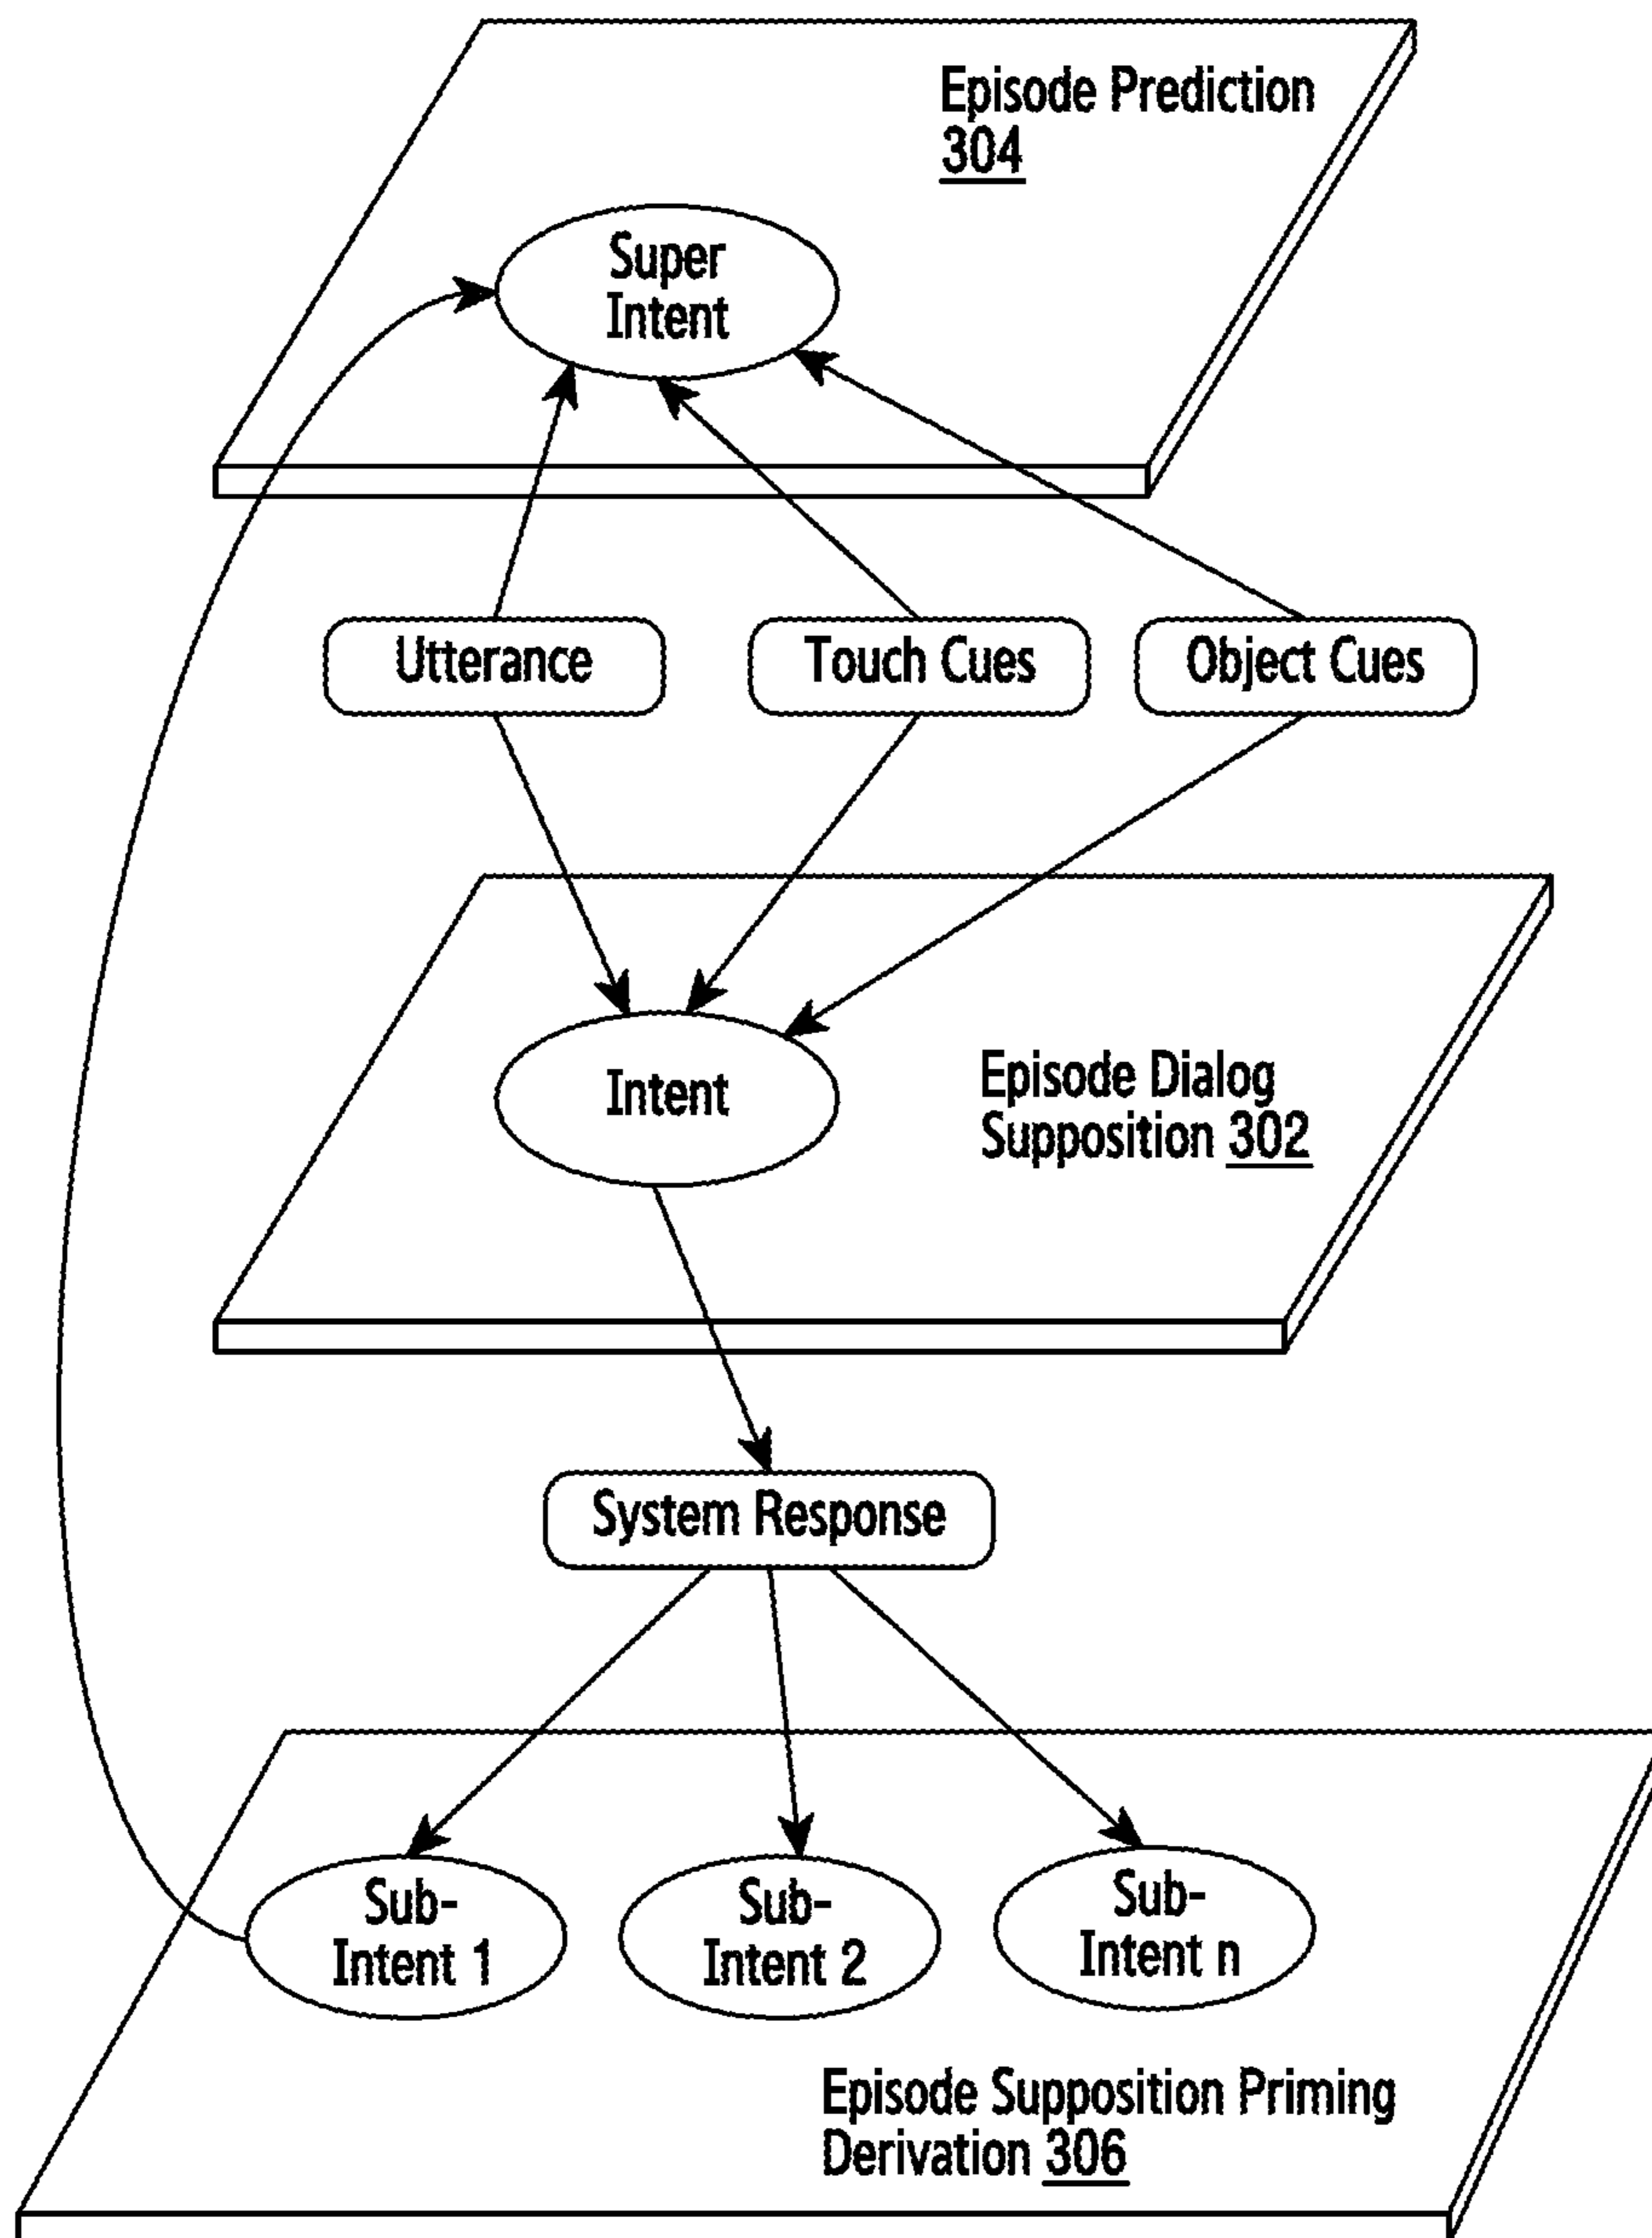 Episode Prediction
304
Super
Intent
Utterance
Touch Cues
Object Cues
Intent
Episode Dialog
Supposition 302
System Response
Sub-
Intent 1
Sub-
Intent 2
Sub-
Intent n
Episode Supposition Priming
Derivation 306